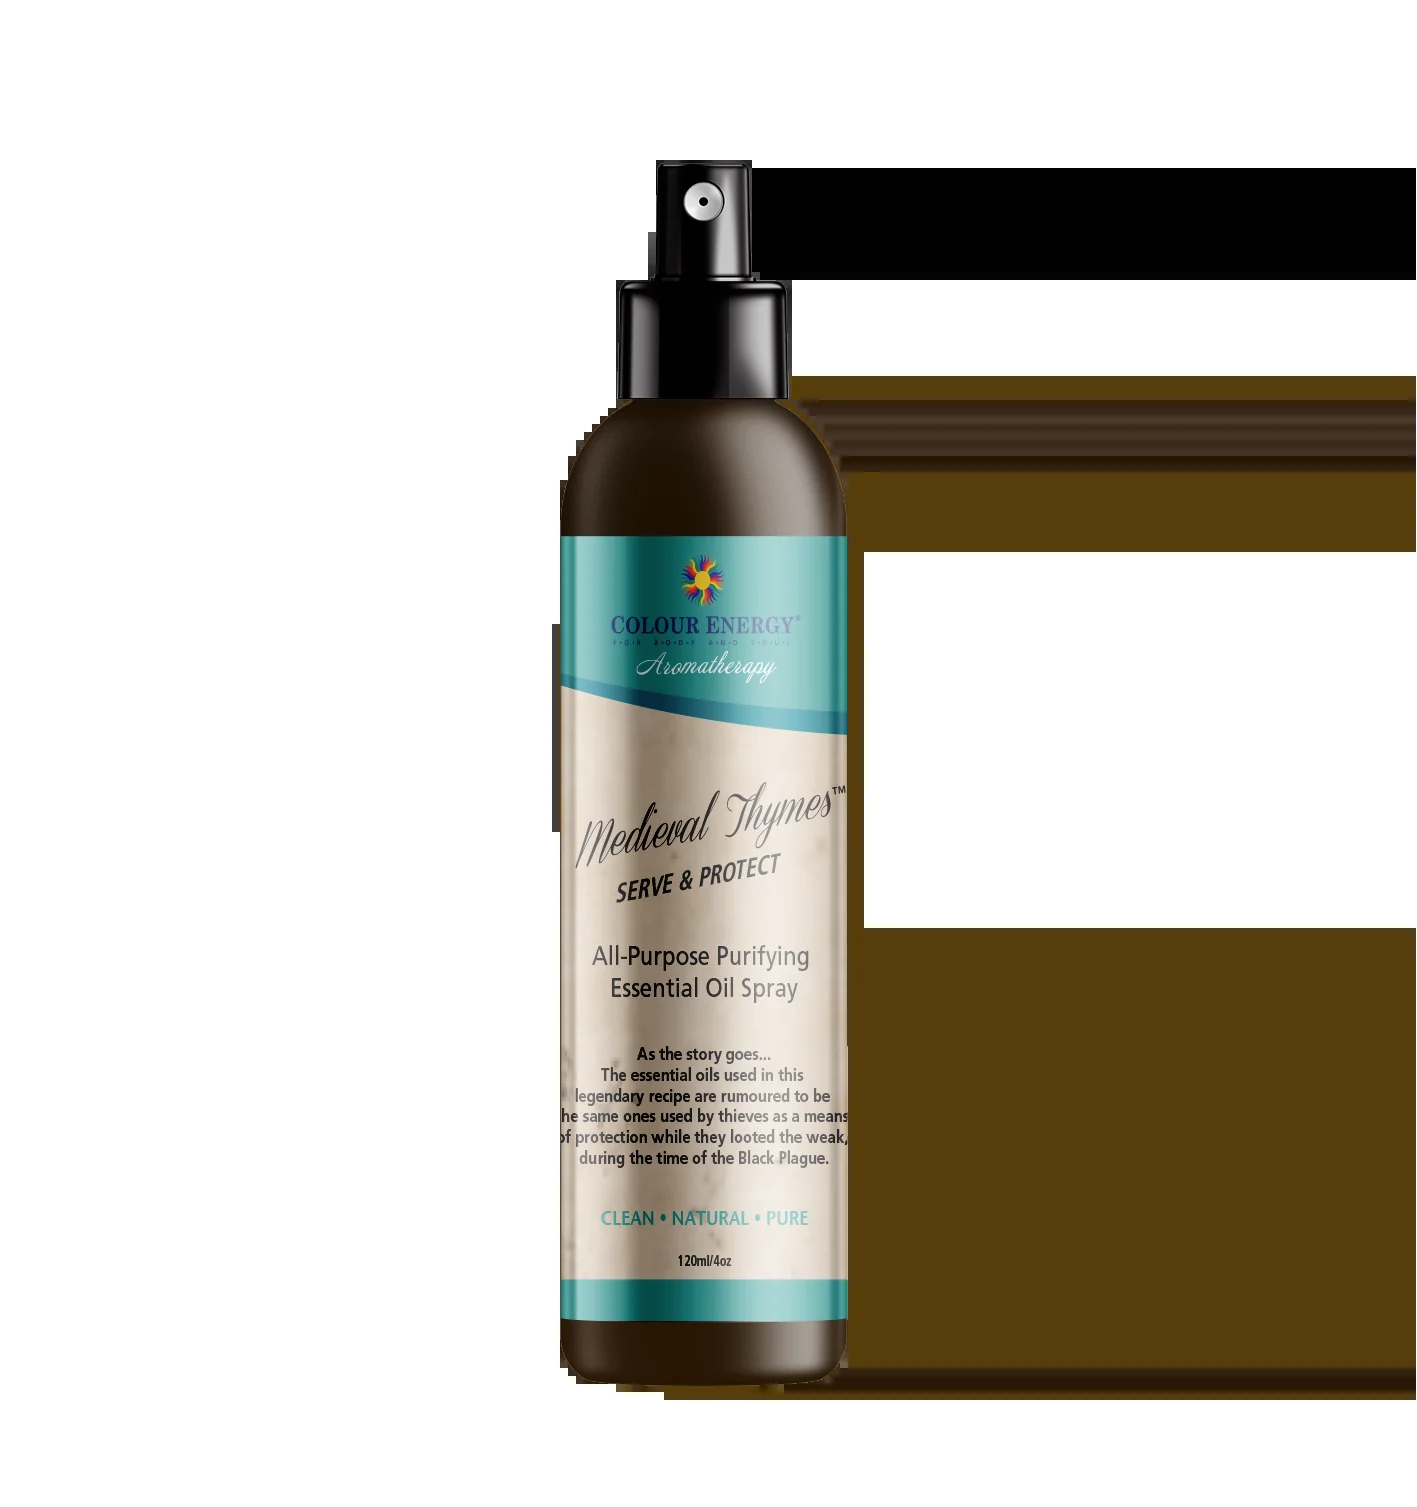 COLOUR ENERGY®
F•O•R B•O•D•Y A•N•D S•O•U•L
Aromatherapy
Medieval Thymes™
SERVE & PROTECT
All-Purpose Purifying
Essential Oil Spray
As the story goes...
The essential oils used in this
legendary recipe are rumoured to be
he same ones used by thieves as a means
of protection while they looted the weak,
during the time of the Black Plague.
CLEAN • NATURAL • PURE
120ml/4oz